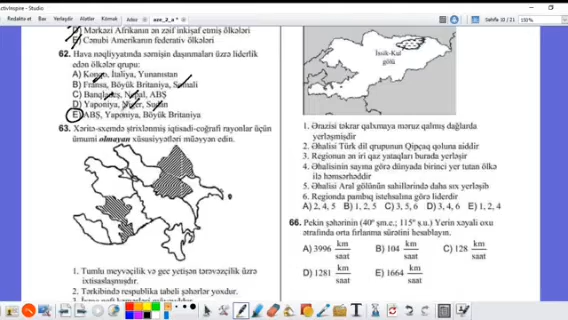 ActivInspire - Studio
Redaktə et Bax Yerləşdir Alətlər Kömək Adəs aze_2_a * Səhifə 10 / 21 100%
D) Mərkəzi Afrikanın ən zəif inkişaf etmiş ölkələri
E) Cənubi Amerikanın federativ ölkələri
62. Hava nəqliyyatında sərnişin daşınmaları üzrə liderlik
edən ölkələr qrupu:
A) Konqo, İtaliya, Yunanıstan
B) Fransa, Böyük Britaniya, Somali
C) Banqladeş, Nepal, ABŞ
D) Yaponiya, Niger, Sudan
E) ABŞ, Yaponiya, Böyük Britaniya
63. Xəritə-sxemdə ştrixlənmiş iqtisadi-coğrafi rayonlar üçün
ümumi olmayan xüsusiyyətləri müəyyən edin.
1. Tumlu meyvəçilik və gec yetişən tərəvəzçilik üzrə
ixtisaslaşmışdır.
2. Tərkibində respublika tabeli şəhərlər yoxdur.
İssik-Kul
gölü
1. Ərazisi təkrar qalxmaya məruz qalmış dağlarda
yerləşmişdir
2. Əhalisi Türk dil qrupunun Qıpçaq qoluna aiddir
3. Regionun ən iri qaz yataqları burada yerləşir
4. Əhalisinin sayına görə dünyada birinci yer tutan ölkə
ilə həmsərhəddir
5. Əhalisi Aral gölünün sahillərində daha sıx yerləşib
6. Regionda pambıq istehsalına görə liderdir
A) 2, 4, 5 B) 1, 2, 5 C) 3, 5, 6 D) 3, 4, 6 E) 1, 2, 4
66. Pekin şəhərinin (40° şm.e.; 115° ş.u.) Yerin xəyali oxu
ətrafında orta fırlanma sürətini hesablayın.
A) 3996 km/saat B) 104 km/saat C) 128 km/saat
D) 1281 km/saat E) 1664 km/saat